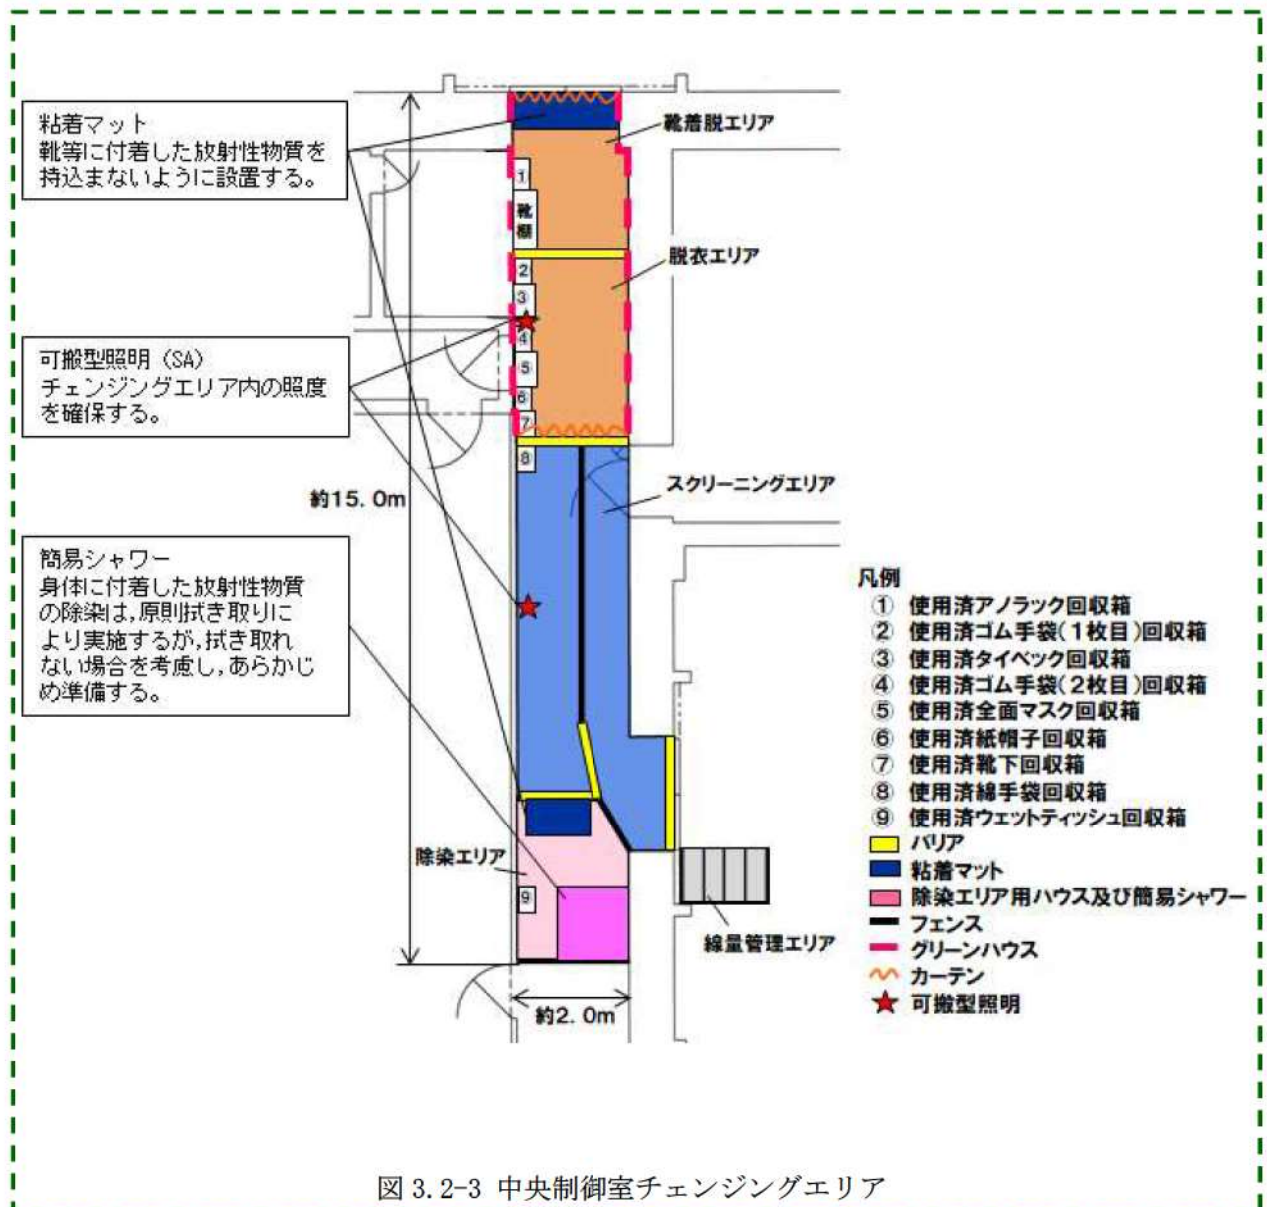 粘着マット
靴等に付着した放射性物質を
持込まないように設置する。
靴着脱エリア
①
靴
棚
脱衣エリア
②
③
④
⑤
⑥
⑦
可搬型照明（SA）
チェンジングエリア内の照度
を確保する。
⑧
スクリーニングエリア
約15.0m
簡易シャワー
身体に付着した放射性物質
の除染は,原則拭き取りに
より実施するが,拭き取れ
ない場合を考慮し,あらかじ
め準備する。
除染エリア
⑨
線量管理エリア
約2.0m
凡例
① 使用済アノラック回収箱
② 使用済ゴム手袋(1枚目)回収箱
③ 使用済タイベック回収箱
④ 使用済ゴム手袋(2枚目)回収箱
⑤ 使用済全面マスク回収箱
⑥ 使用済紙帽子回収箱
⑦ 使用済靴下回収箱
⑧ 使用済綿手袋回収箱
⑨ 使用済ウェットティッシュ回収箱
バリア
粘着マット
除染エリア用ハウス及び簡易シャワー
フェンス
グリーンハウス
カーテン
可搬型照明
図 3.2-3 中央制御室チェンジングエリア